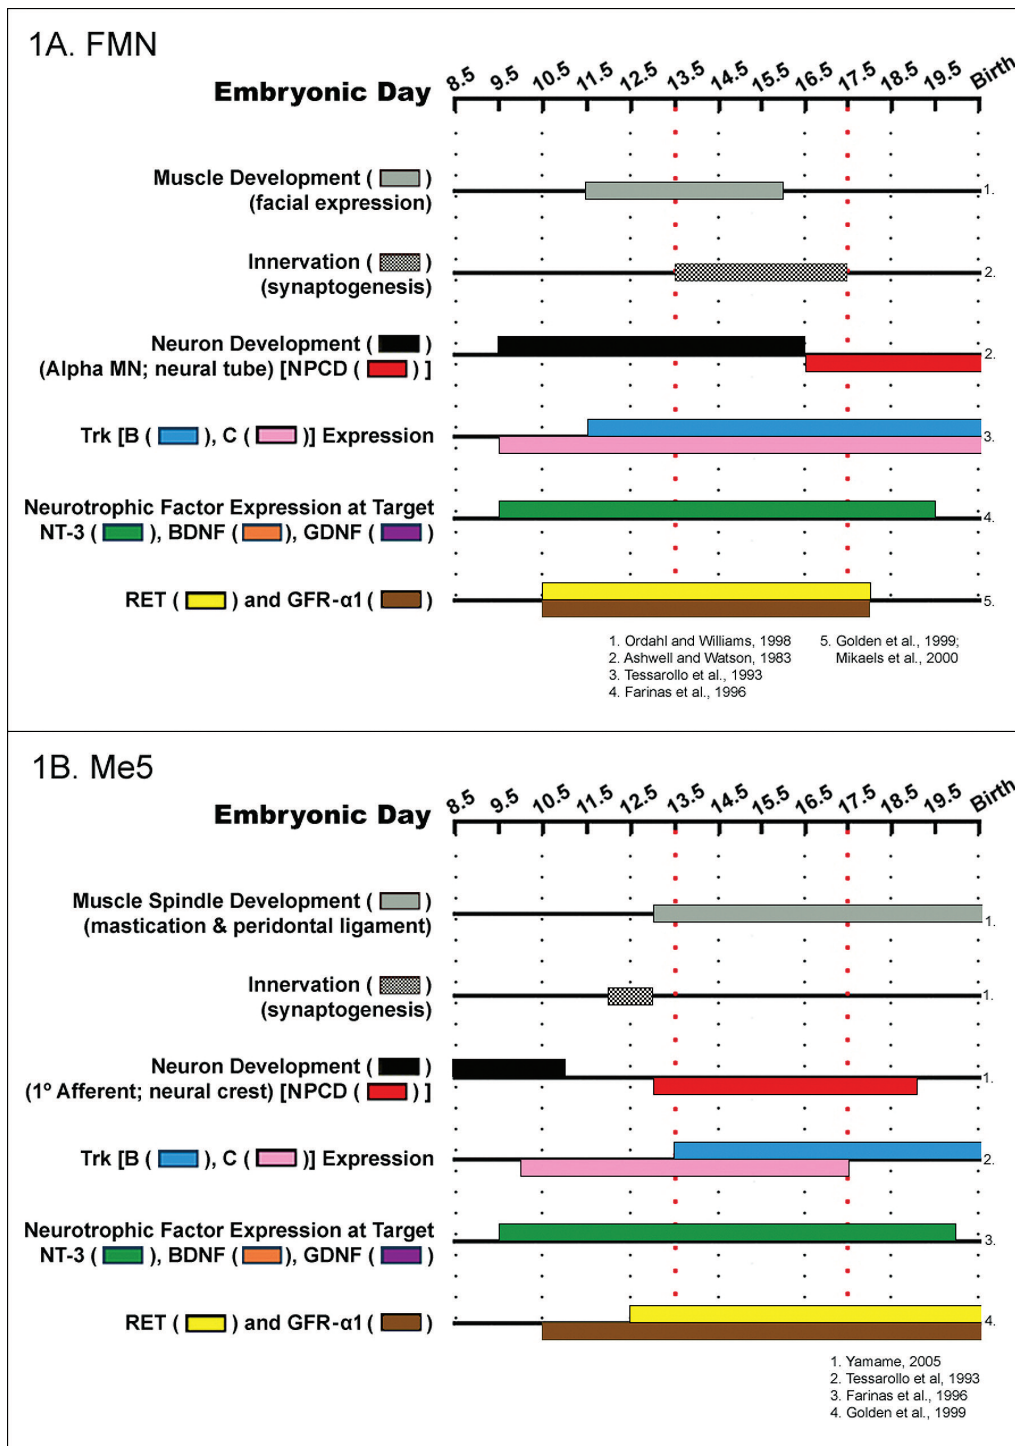 1A. FMN
8.5 9.5 10.5 11.5 12.5 13.5 14.5 15.5 16.5 17.5 18.5 19.5 Birth
Embryonic Day
Muscle Development ( )
(facial expression)
1.
Innervation ( )
(synaptogenesis)
2.
Neuron Development ( )
(Alpha MN; neural tube) [NPCD ( ) ]
2.
Trk [B ( ), C ( )] Expression
3.
Neurotrophic Factor Expression at Target
NT-3 ( ), BDNF ( ), GDNF ( )
4.
RET ( ) and GFR-α1 ( )
5.
1. Ordahl and Williams, 1998
2. Ashwell and Watson, 1983
3. Tessarollo et al., 1993
4. Farinas et al., 1996
5. Golden et al., 1999;
Mikaels et al., 2000
1B. Me5
8.5 9.5 10.5 11.5 12.5 13.5 14.5 15.5 16.5 17.5 18.5 19.5 Birth
Embryonic Day
Muscle Spindle Development ( )
(mastication & peridontal ligament)
1.
Innervation ( )
(synaptogenesis)
1.
Neuron Development ( )
(1º Afferent; neural crest) [NPCD ( ) ]
1.
Trk [B ( ), C ( )] Expression
2.
Neurotrophic Factor Expression at Target
NT-3 ( ), BDNF ( ), GDNF ( )
3.
RET ( ) and GFR-α1 ( )
4.
1. Yamame, 2005
2. Tessarollo et al, 1993
3. Farinas et al., 1996
4. Golden et al., 1999